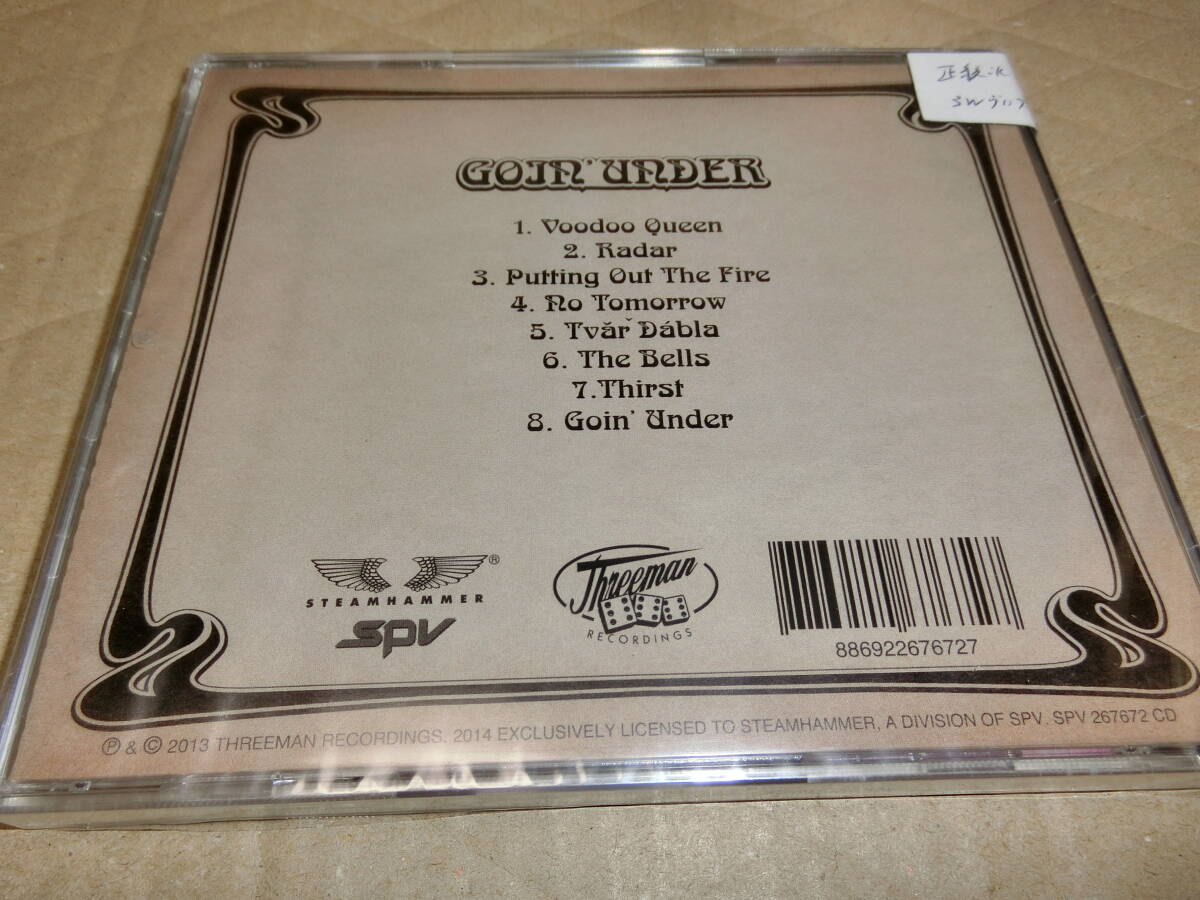 GOIN' UNDER
1. Voodoo Queen
2. Radar
3. Putting Out The Fire
4. No Tomorrow
5. Tvăř Dábla
6. The Bells
7.Thirst
8. Goin' Under
STEAMHAMMER®
SPV
Threeman
RECORDINGS
886922676727
℗ & © 2013 THREEMAN RECORDINGS. 2014 EXCLUSIVELY LICENSED TO STEAMHAMMER, A DIVISION OF SPV. SPV 267672 CD